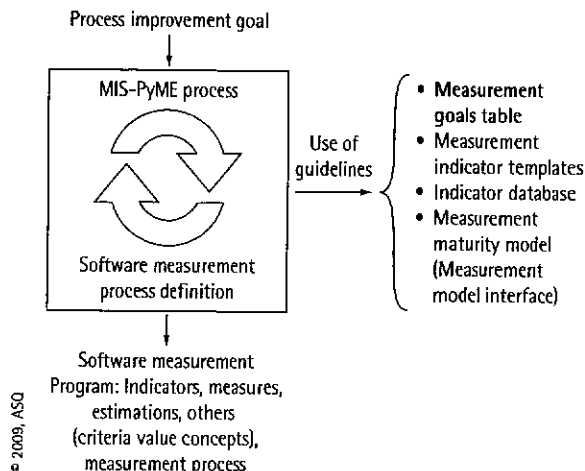 Process improvement goal
MIS-PyME process
Software measurement
process definition
Use of
guidelines
• Measurement
goals table
• Measurement
indicator templates
• Indicator database
• Measurement
maturity model
(Measurement
model interface)
Software measurement
Program: Indicators, measures,
estimations, others
(criteria value concepts),
measurement process
© 2009, ASQ